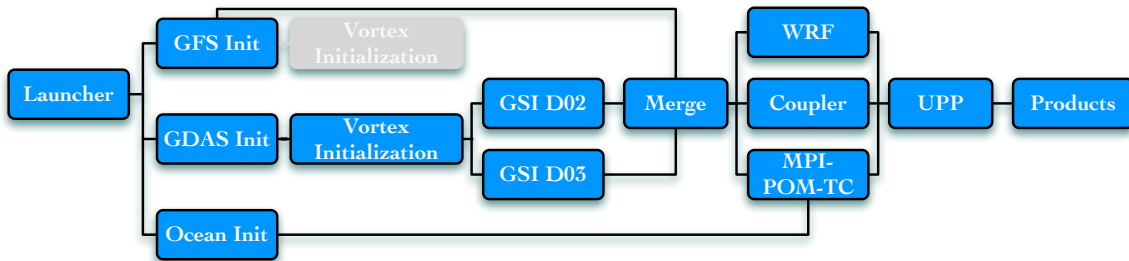 GFS Init
Vortex
Initialization
WRF
Launcher
GSI D02
Merge
Coupler
UPP
Products
GDAS Init
Vortex
Initialization
GSI D03
MPI-
POM-TC
Ocean Init